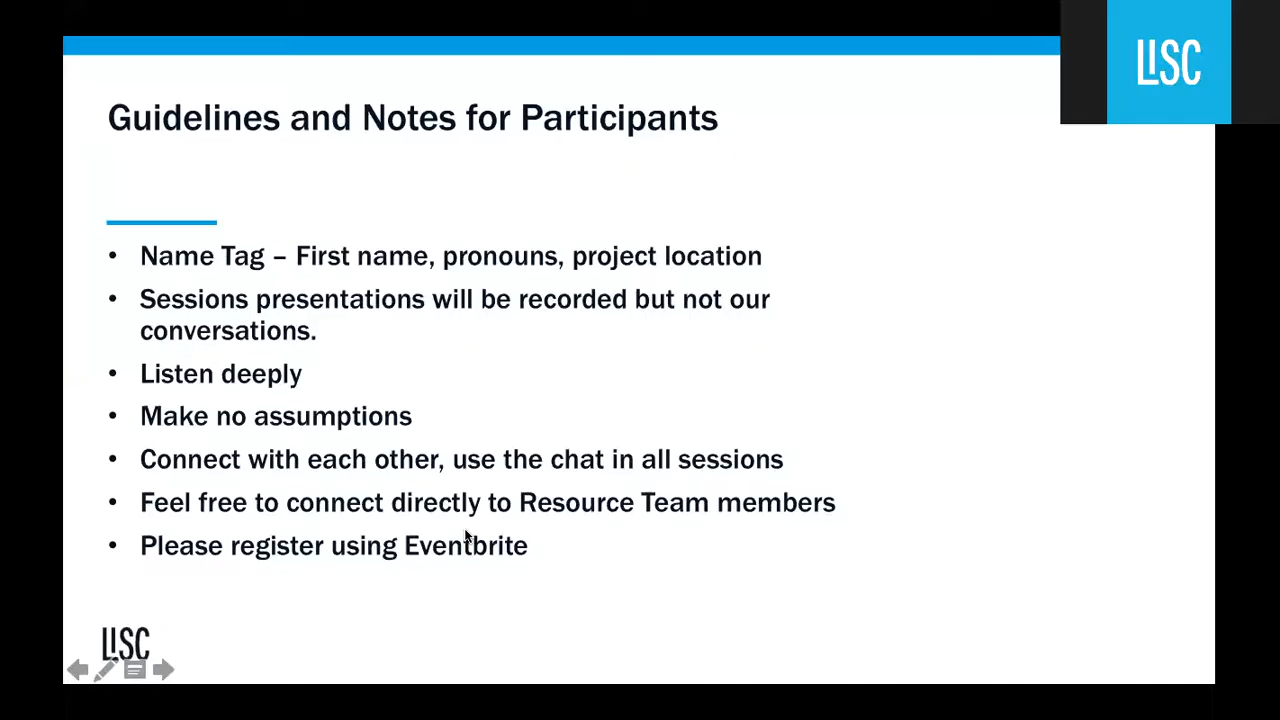 LISC
Guidelines and Notes for Participants
• Name Tag – First name, pronouns, project location
• Sessions presentations will be recorded but not our
conversations.
• Listen deeply
• Make no assumptions
• Connect with each other, use the chat in all sessions
• Feel free to connect directly to Resource Team members
• Please register using Eventbrite
LISC